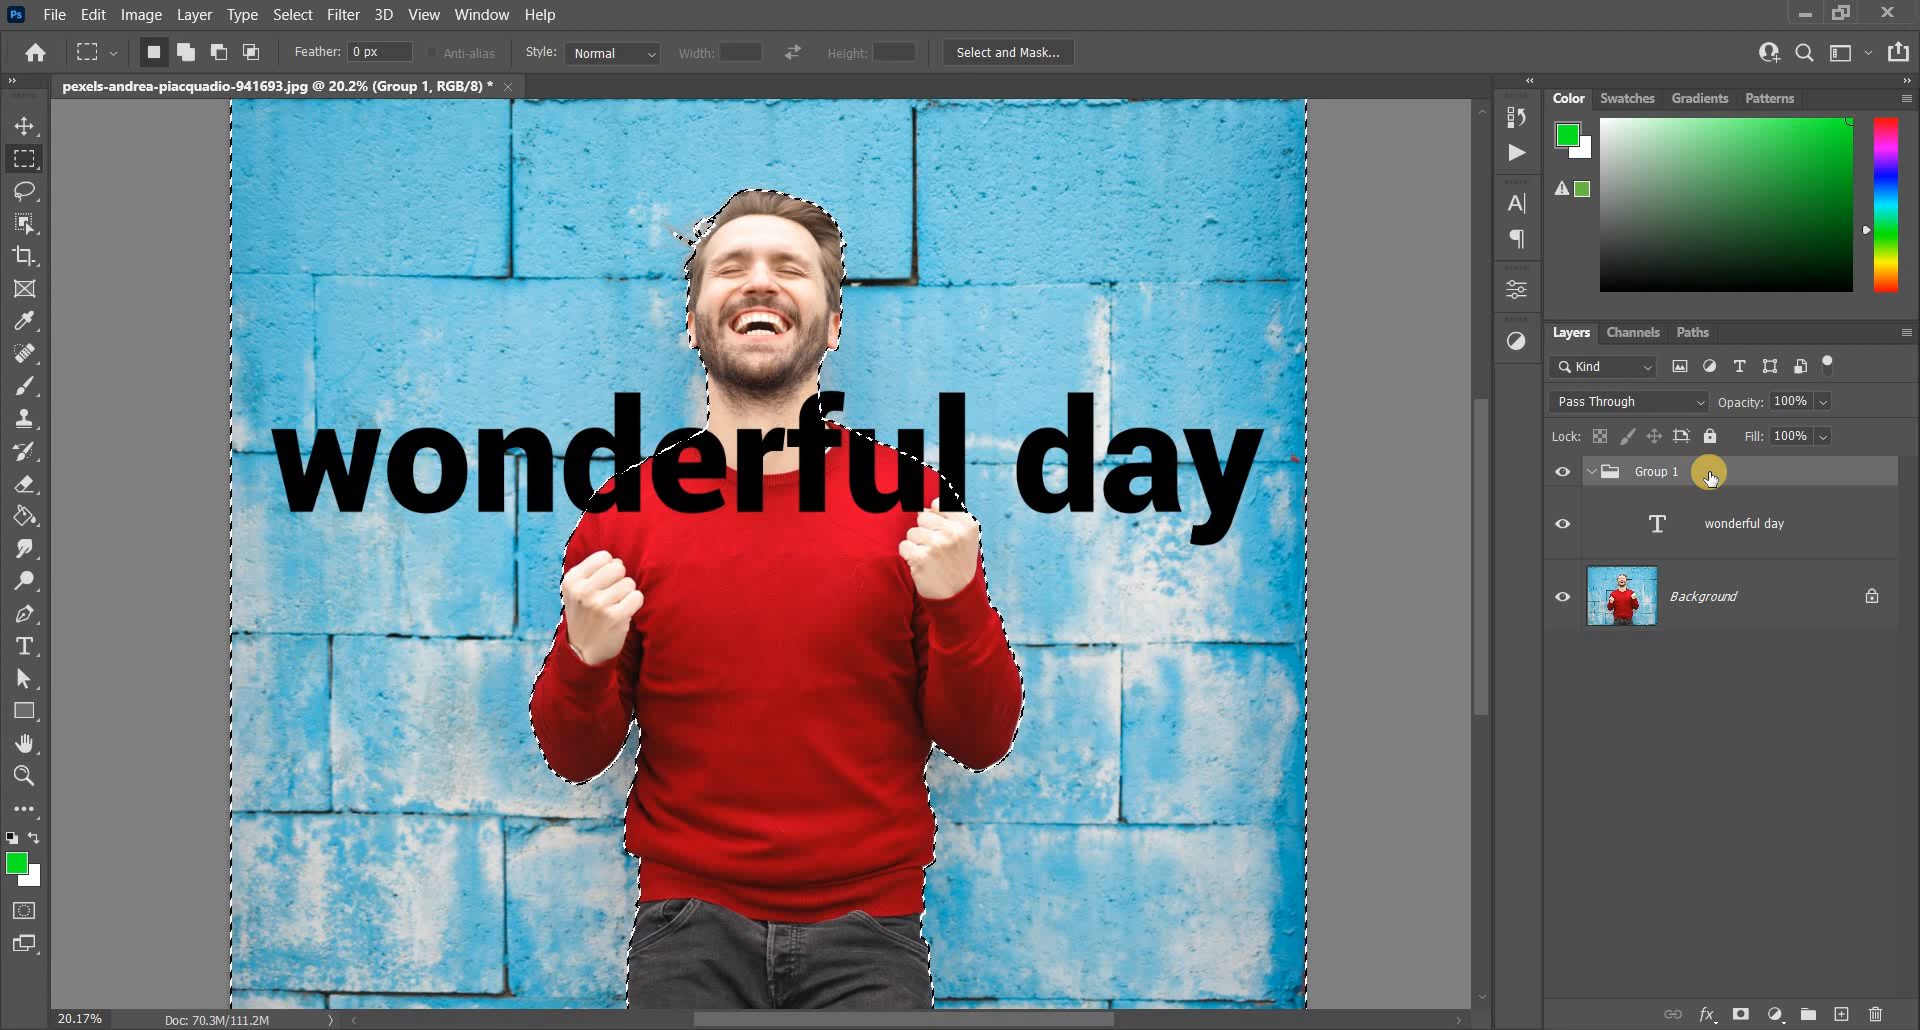 Ps File Edit Image Layer Type Select Filter 3D View Window Help
Feather: 0 px Anti-alias Style: Normal Width: Height: Select and Mask...
pexels-andrea-piacquadio-941693.jpg @ 20.2% (Group 1, RGB/8) *
Color Swatches Gradients Patterns
Layers Channels Paths
Kind
Pass Through Opacity: 100%
Lock: Fill: 100%
Group 1
wonderful day
Background
wonderful day
20.17% Doc: 70.3M/111.2M